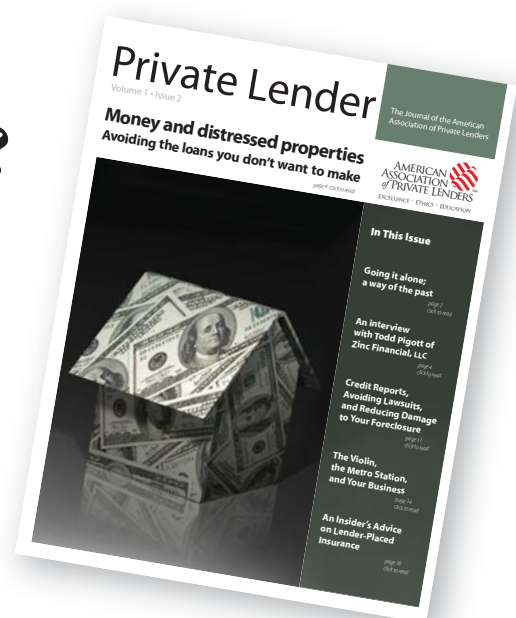 Private Lender
Volume 1 • Issue 2
The Journal of the American
Association of Private Lenders
Money and distressed properties
Avoiding the loans you don't want to make
page 4 (click to read)
AMERICAN
ASSOCIATION
of PRIVATE LENDERS
EXCELLENCE · ETHICS · EDUCATION
In This Issue
Going it alone;
a way of the past
page 2
click to read
An interview
with Todd Pigott of
Zinc Financial, LLC
page 4
click to read
Credit Reports,
Avoiding Lawsuits,
and Reducing Damage
to Your Foreclosure
page 11
click to read
The Violin,
the Metro Station,
and Your Business
page 14
click to read
An Insider's Advice
on Lender-Placed
Insurance
page 16
click to read